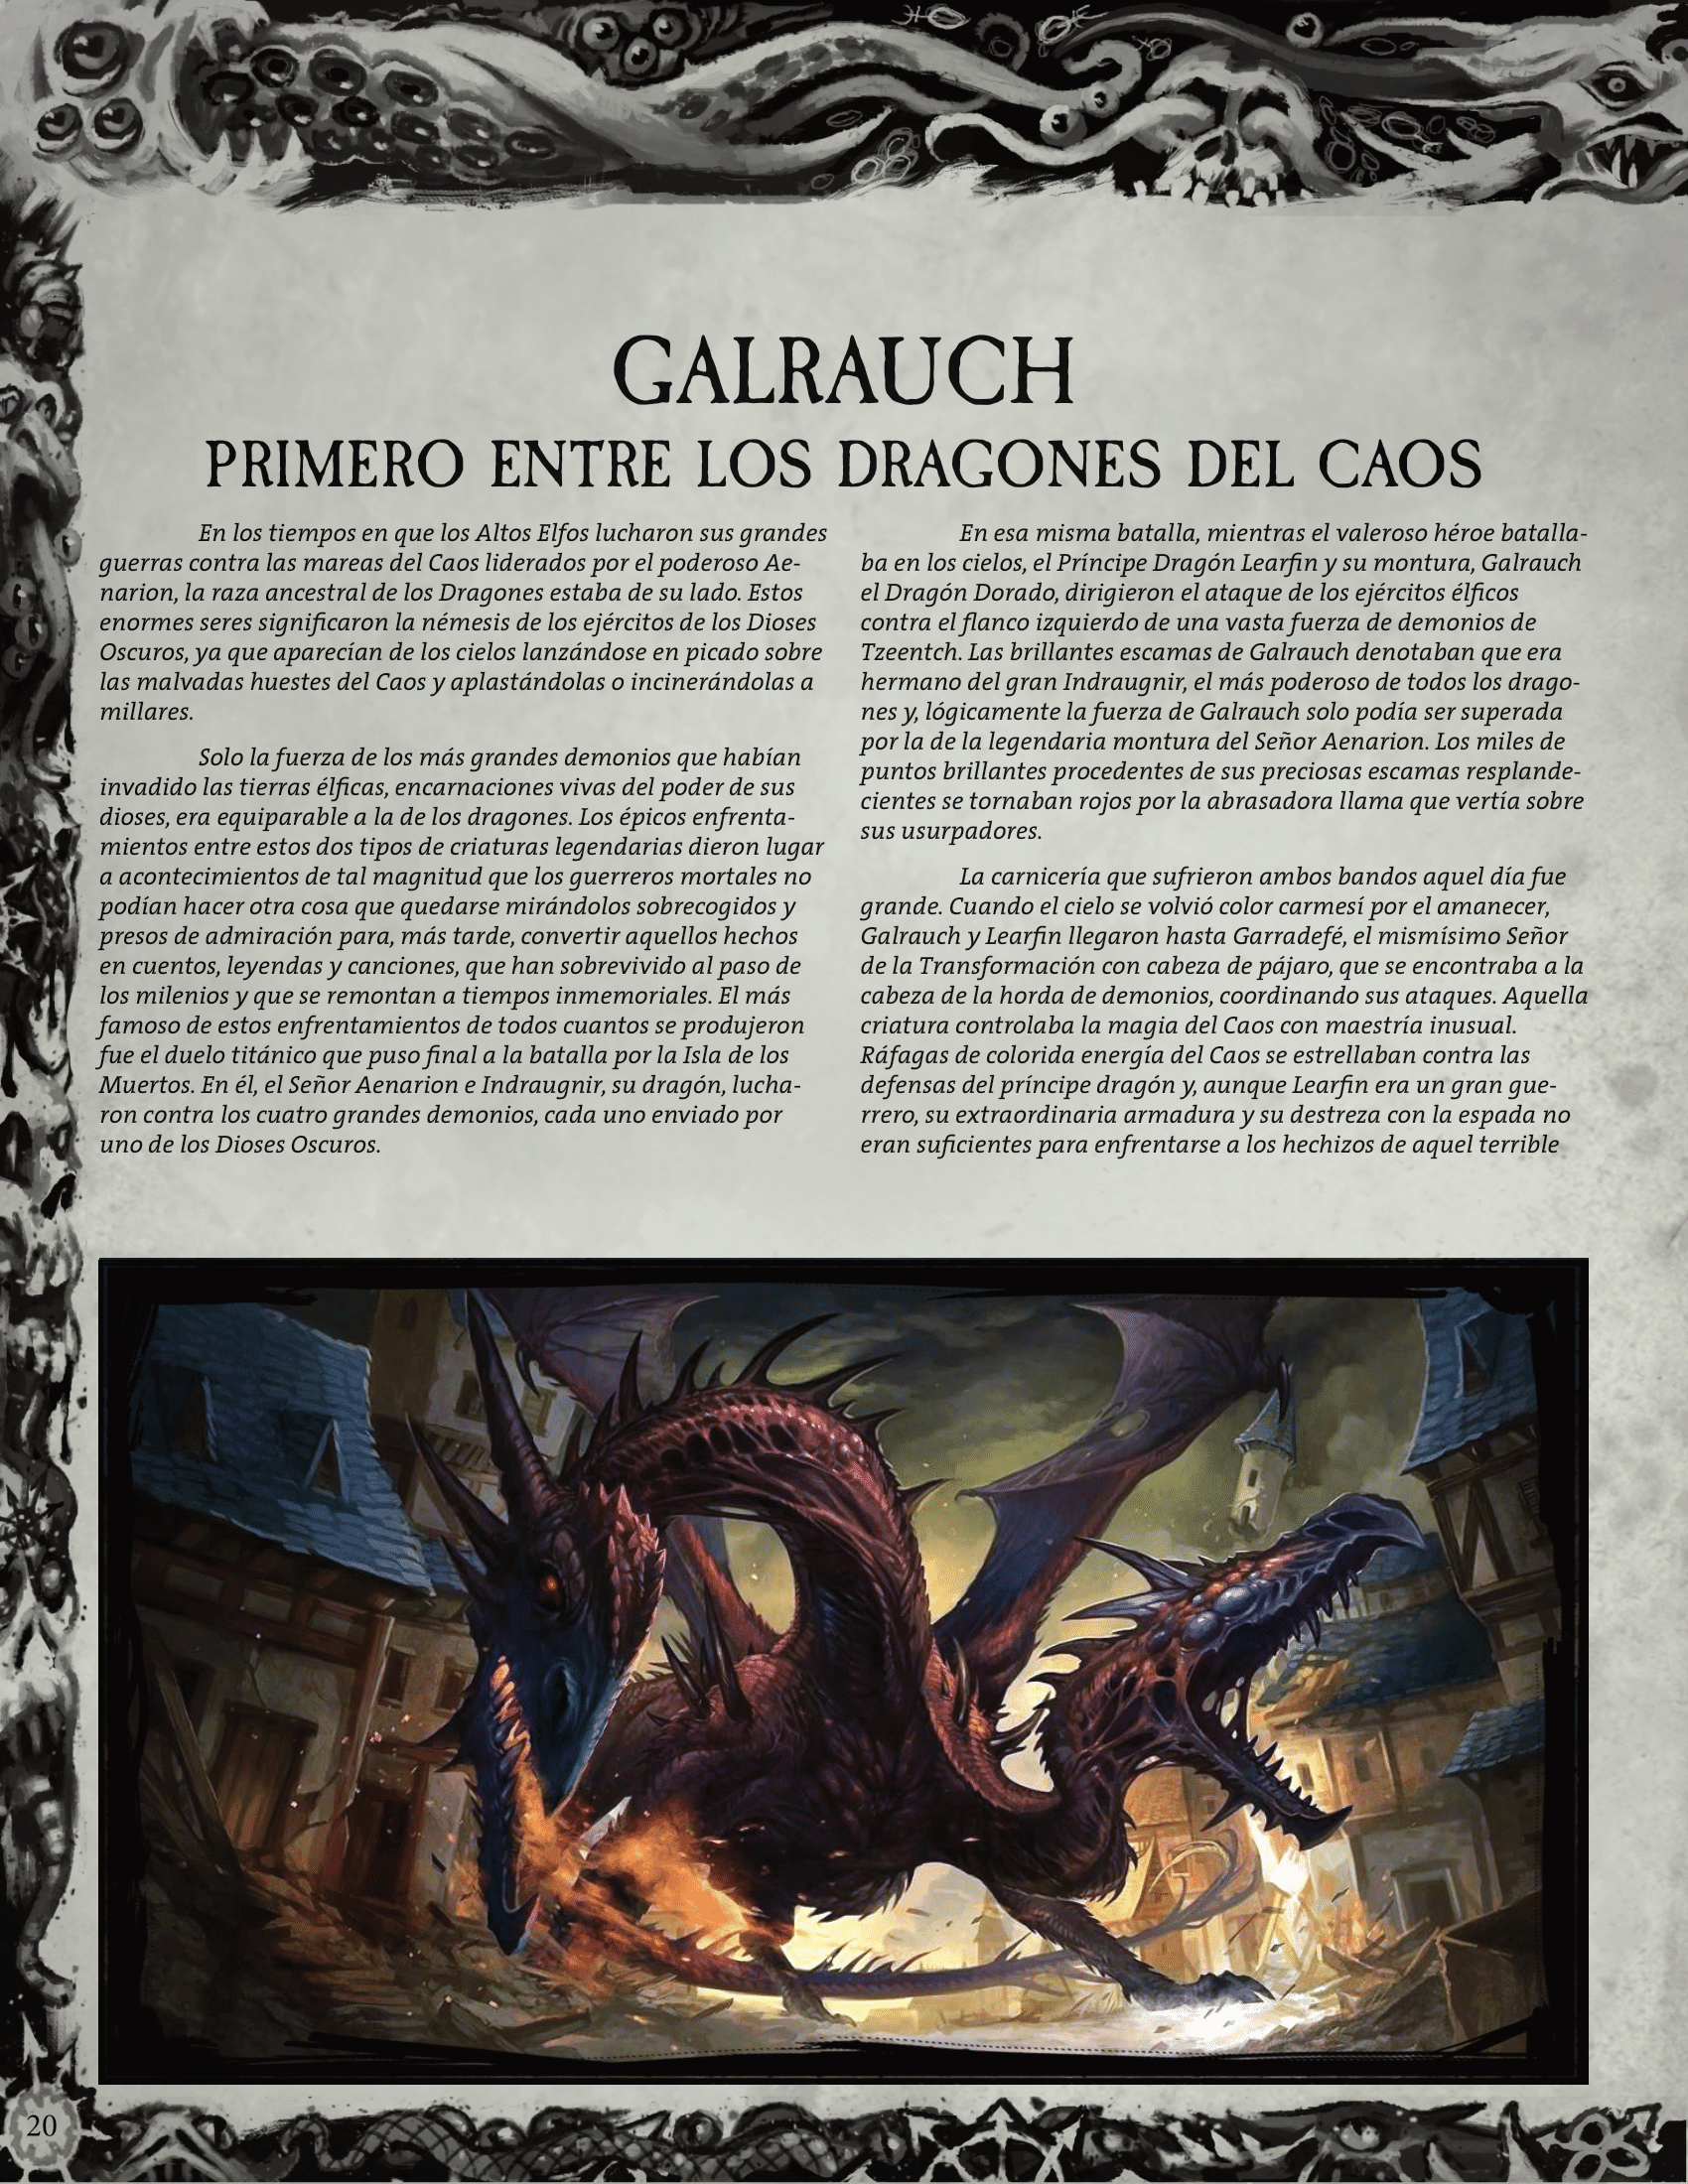 GALRAUCH
PRIMERO ENTRE LOS DRAGONES DEL CAOS
En los tiempos en que los Altos Elfos lucharon sus grandes
guerras contra las mareas del Caos liderados por el poderoso Ae-
narion, la raza ancestral de los Dragones estaba de su lado. Estos
enormes seres significaron la némesis de los ejércitos de los Dioses
Oscuros, ya que aparecían de los cielos lanzándose en picado sobre
las malvadas huestes del Caos y aplastándolas o incinerándolas a
millares.
Solo la fuerza de los más grandes demonios que habían
invadido las tierras élficas, encarnaciones vivas del poder de sus
dioses, era equiparable a la de los dragones. Los épicos enfrenta-
mientos entre estos dos tipos de criaturas legendarias dieron lugar
a acontecimientos de tal magnitud que los guerreros mortales no
podían hacer otra cosa que quedarse mirándolos sobrecogidos y
presos de admiración para, más tarde, convertir aquellos hechos
en cuentos, leyendas y canciones, que han sobrevivido al paso de
los milenios y que se remontan a tiempos inmemoriales. El más
famoso de estos enfrentamientos de todos cuantos se produjeron
fue el duelo titánico que puso final a la batalla por la Isla de los
Muertos. En él, el Señor Aenarion e Indraugnir, su dragón, lucha-
ron contra los cuatro grandes demonios, cada uno enviado por
uno de los Dioses Oscuros.
En esa misma batalla, mientras el valeroso héroe batalla-
ba en los cielos, el Príncipe Dragón Learfin y su montura, Galrauch
el Dragón Dorado, dirigieron el ataque de los ejércitos élficos
contra el flanco izquierdo de una vasta fuerza de demonios de
Tzeentch. Las brillantes escamas de Galrauch denotaban que era
hermano del gran Indraugnir, el más poderoso de todos los drago-
nes y, lógicamente la fuerza de Galrauch solo podía ser superada
por la de la legendaria montura del Señor Aenarion. Los miles de
puntos brillantes procedentes de sus preciosas escamas resplande-
cientes se tornaban rojos por la abrasadora llama que vertía sobre
sus usurpadores.
La carnicería que sufrieron ambos bandos aquel día fue
grande. Cuando el cielo se volvió color carmesí por el amanecer,
Galrauch y Learfin llegaron hasta Garradefé, el mismísimo Señor
de la Transformación con cabeza de pájaro, que se encontraba a la
cabeza de la horda de demonios, coordinando sus ataques. Aquella
criatura controlaba la magia del Caos con maestría inusual.
Ráfagas de colorida energía del Caos se estrellaban contra las
defensas del príncipe dragón y, aunque Learfin era un gran gue-
rrero, su extraordinaria armadura y su destreza con la espada no
eran suficientes para enfrentarse a los hechizos de aquel terrible
20